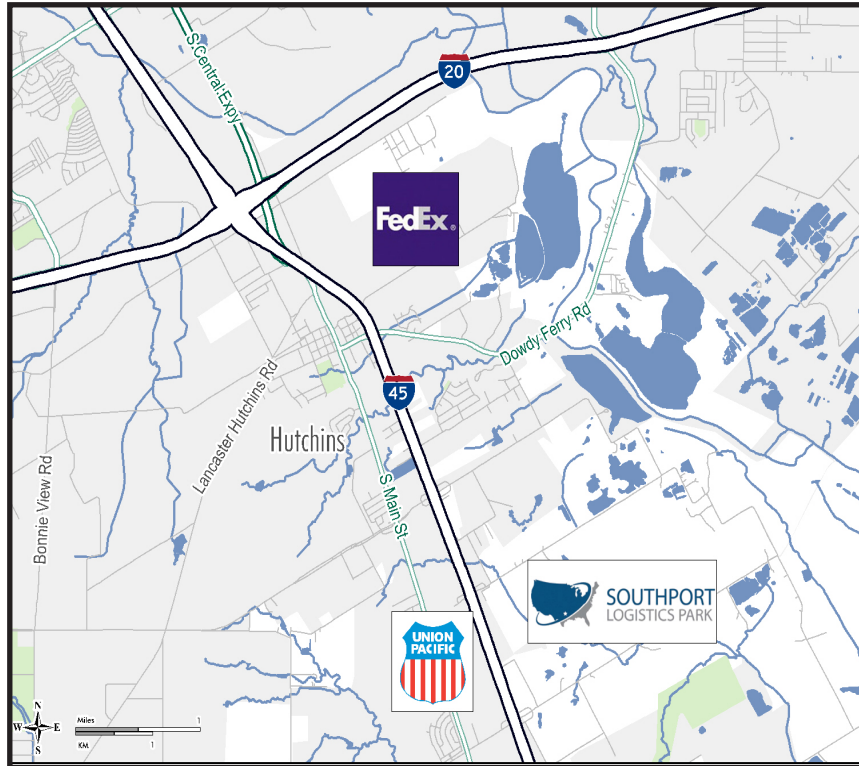 S Central Expy
20
FedEx®
Dowdy Ferry Rd
45
Lancaster Hutchins Rd
Hutchins
Bonnie View Rd
S Main St
SOUTHPORT
LOGISTICS PARK
UNION
PACIFIC
N
W
E
S
Miles
1
KM
1